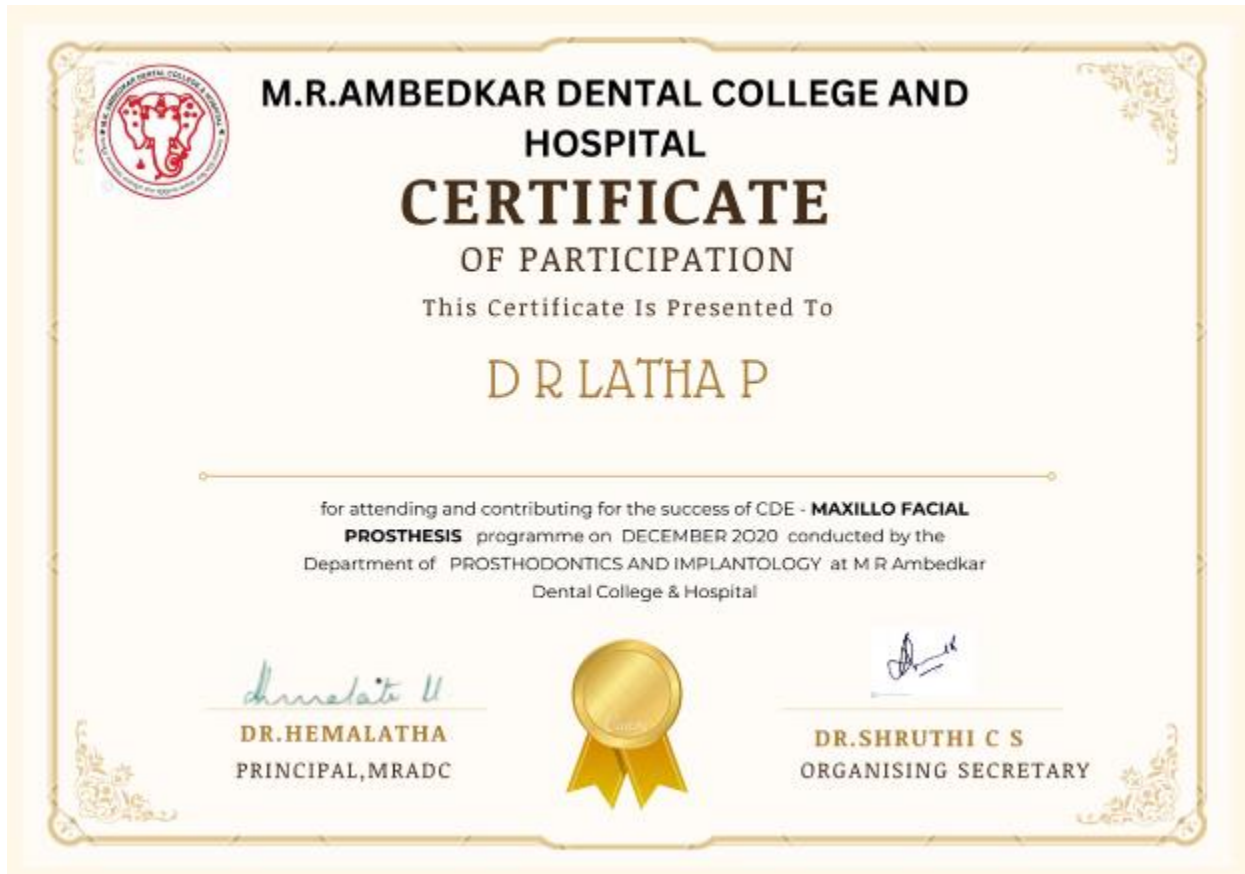 M.R.AMBEDKAR DENTAL COLLEGE AND
HOSPITAL
CERTIFICATE
OF PARTICIPATION
This Certificate Is Presented To
D R LATHA P
for attending and contributing for the success of CDE - MAXILLO FACIAL
PROSTHESIS programme on DECEMBER 2020 conducted by the
Department of PROSTHODONTICS AND IMPLANTOLOGY at M R Ambedkar
Dental College & Hospital
DR.HEMALATHA
PRINCIPAL,MRADC
DR.SHRUTHI C S
ORGANISING SECRETARY